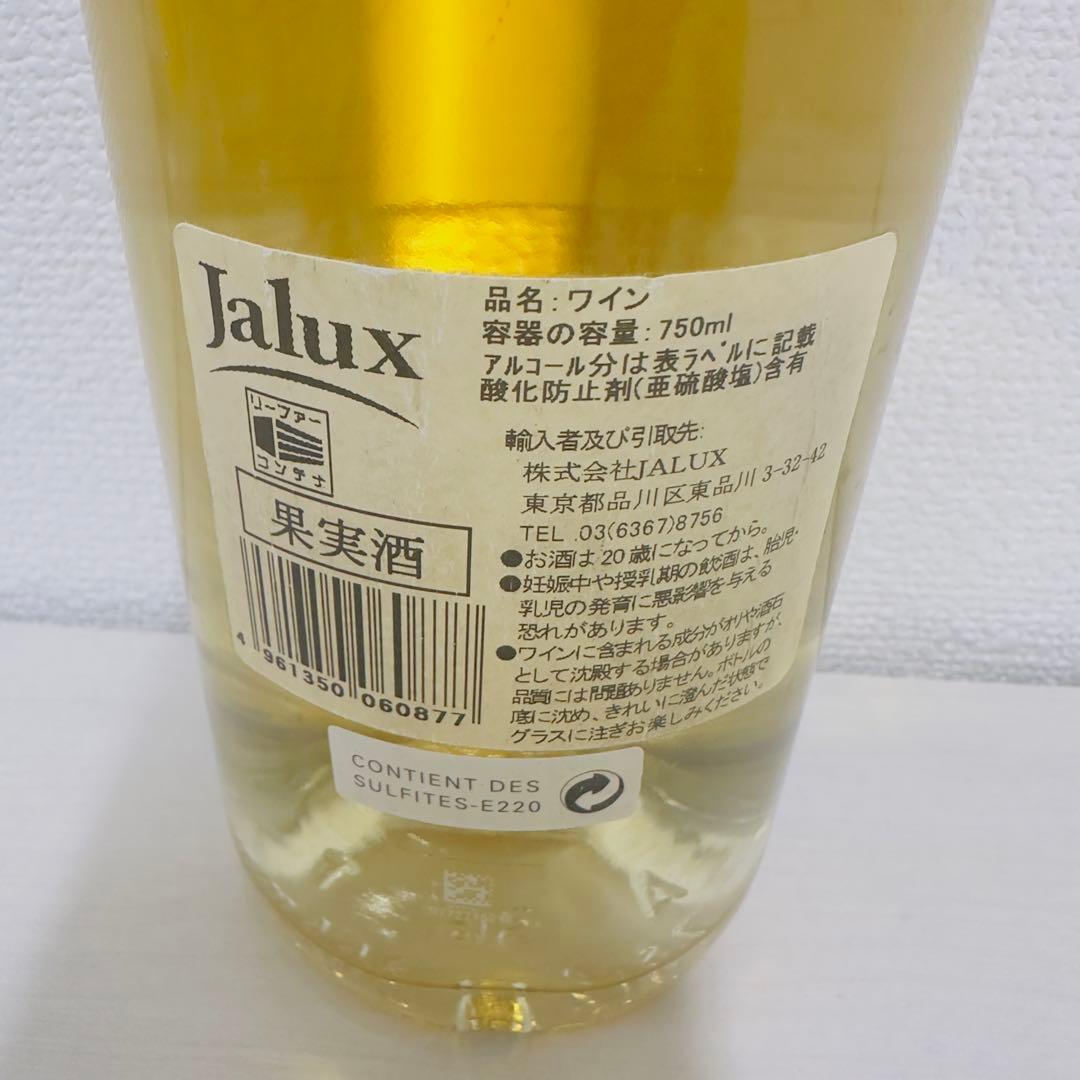 Jalux
リーファー
コンテナ
果実酒
4 961350 060877
品名:ワイン
容器の容量:750ml
アルコール分は表ラベルに記載
酸化防止剤(亜硫酸塩)含有
輸入者及び引取先:
株式会社JALUX
東京都品川区東品川 3-32-42
TEL .03(6367)8756
●お酒は20歳になってから。
●妊娠中や授乳期の飲酒は、胎児・
乳児の発育に悪影響を与える
恐れがあります。
●ワインに含まれる成分がオリや酒石
として沈殿する場合がありますが、
品質には問題ありません。ボトルの
底に沈め、きれいに澄んだ状態で
グラスに注ぎお楽しみください。
CONTIENT DES
SULFITES-E220
A